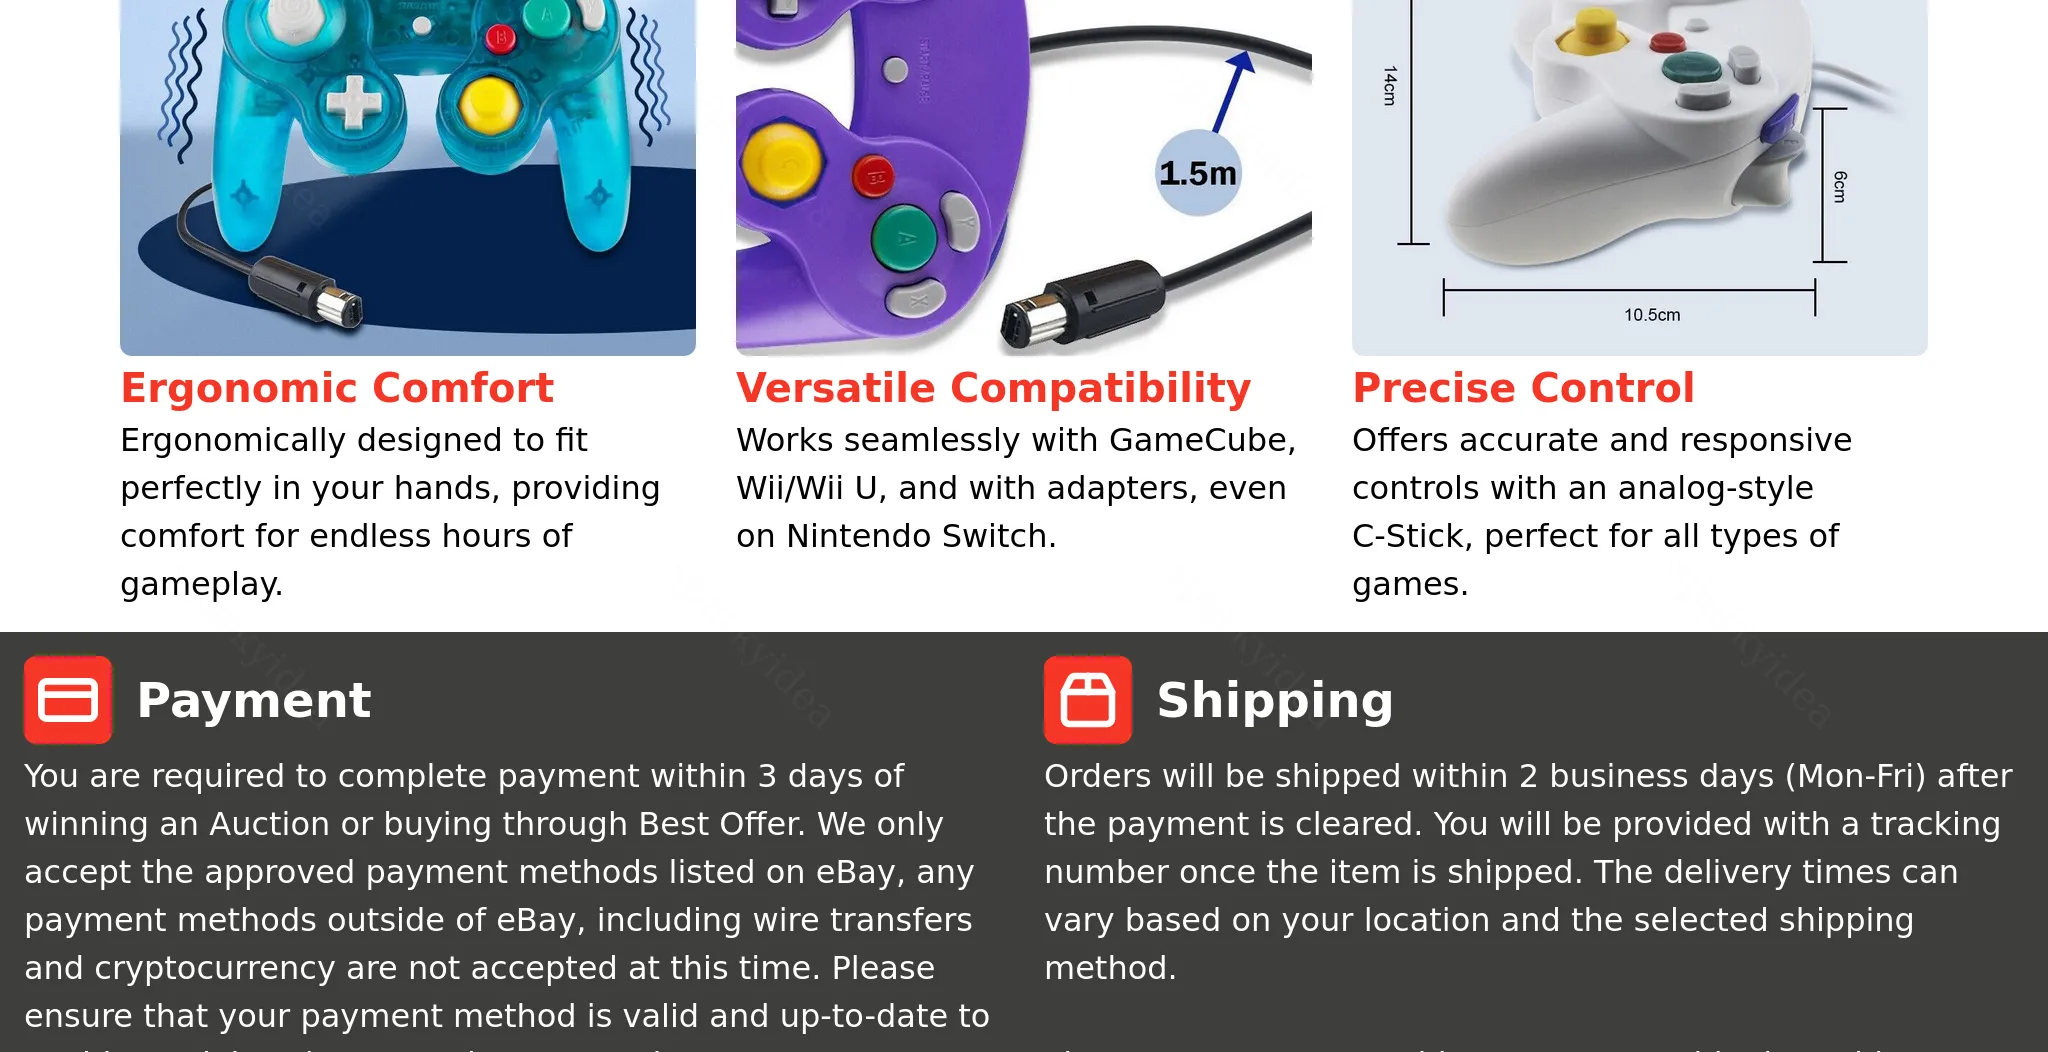 A
B
Y
1.5m
B
A
Y
X
14cm
6cm
10.5cm
Ergonomic Comfort
Ergonomically designed to fit
perfectly in your hands, providing
comfort for endless hours of
gameplay.
Versatile Compatibility
Works seamlessly with GameCube,
Wii/Wii U, and with adapters, even
on Nintendo Switch.
Precise Control
Offers accurate and responsive
controls with an analog-style
C-Stick, perfect for all types of
games.
Payment
You are required to complete payment within 3 days of
winning an Auction or buying through Best Offer. We only
accept the approved payment methods listed on eBay, any
payment methods outside of eBay, including wire transfers
and cryptocurrency are not accepted at this time. Please
ensure that your payment method is valid and up-to-date to
Shipping
Orders will be shipped within 2 business days (Mon-Fri) after
the payment is cleared. You will be provided with a tracking
number once the item is shipped. The delivery times can
vary based on your location and the selected shipping
method.